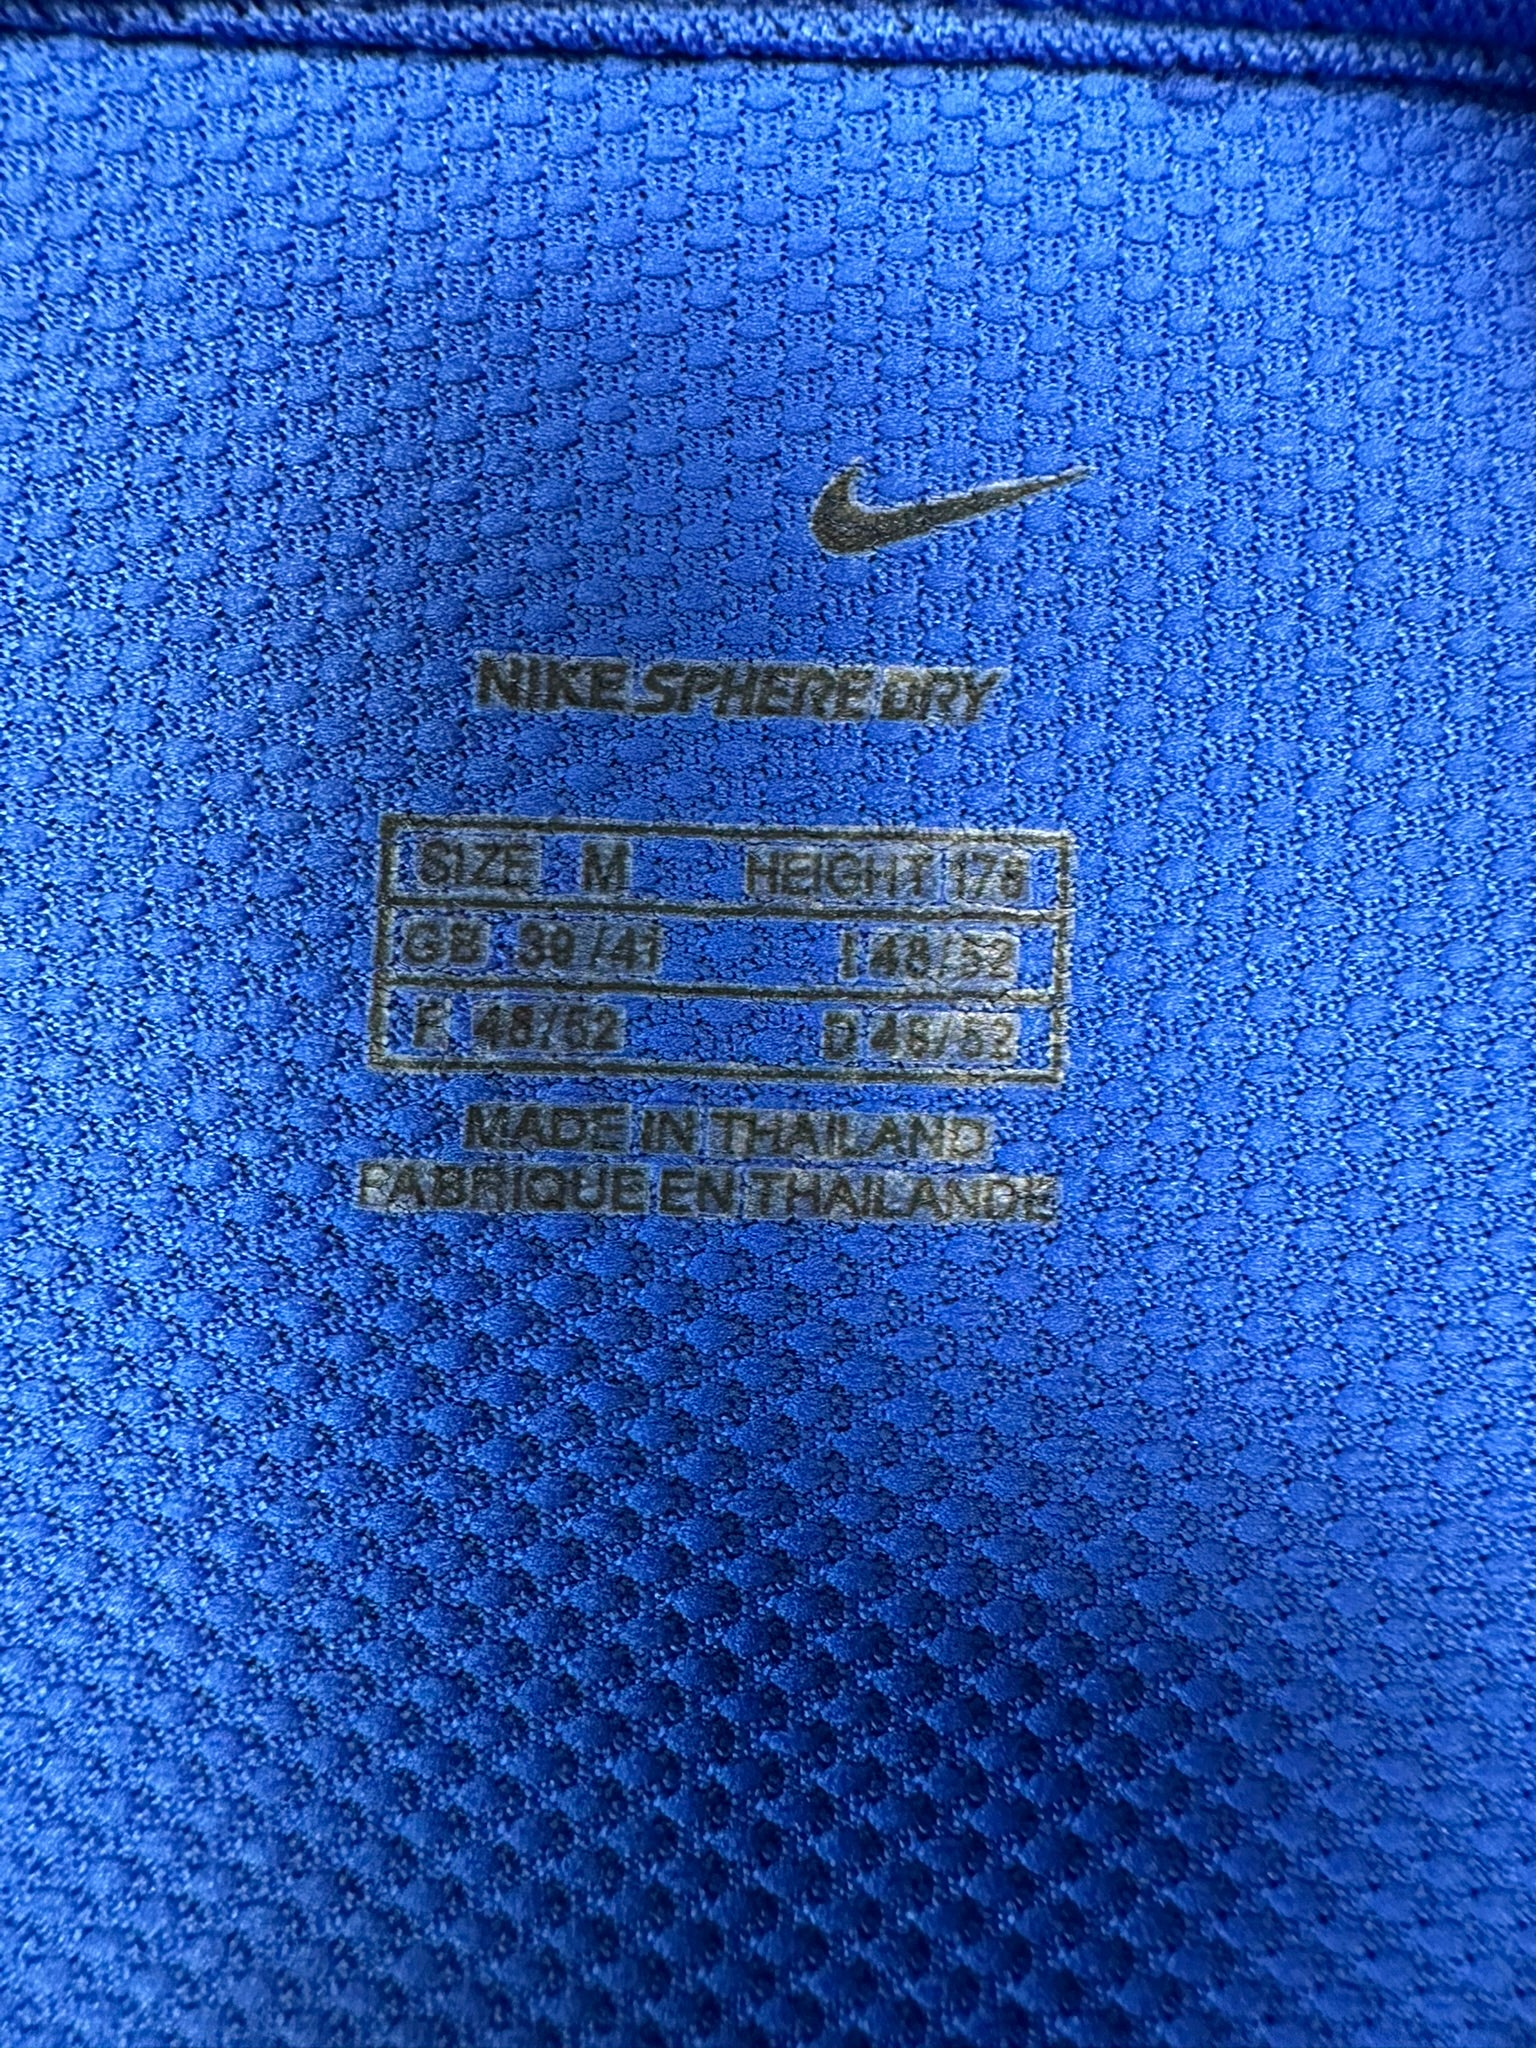 NIKE SPHERE DRY
SIZE M HEIGHT 178
GB 39/41 I 48/52
F 48/52 D 48/52
MADE IN THAILAND
FABRIQUE EN THAILANDE